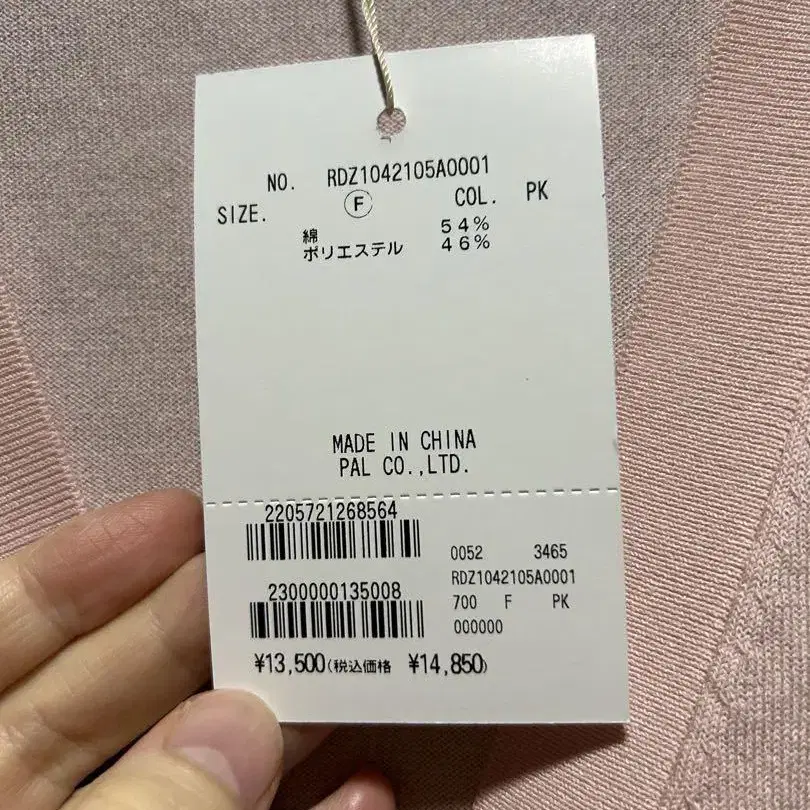 NO. RDZ1042105A0001
SIZE. Ⓕ COL. PK
綿 54%
ポリエステル 46%
MADE IN CHINA
PAL CO.,LTD.
2205721268564
0052 3465
RDZ1042105A0001
2300000135008
700 F PK
000000
¥13,500(税込価格 ¥14,850)